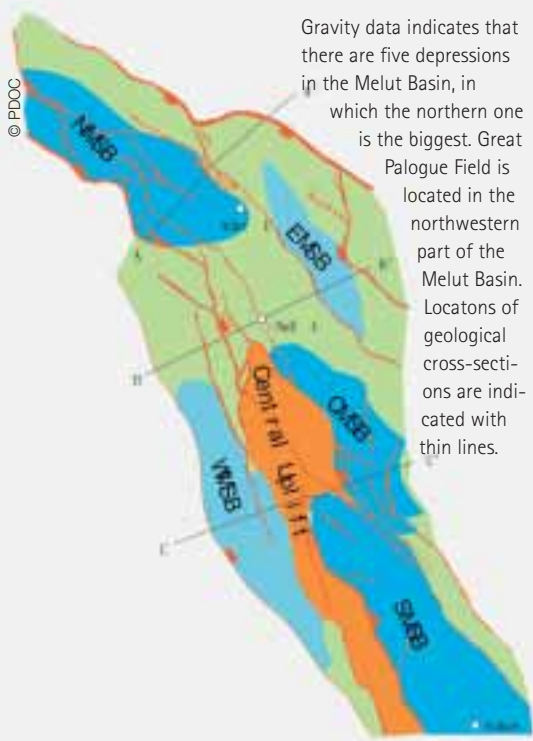 Gravity data indicates that
there are five depressions
in the Melut Basin, in
which the northern one
is the biggest. Great
Palogue Field is
located in the
northwestern
part of the
Melut Basin.
Locatons of
geological
cross-secti-
ons are indi-
cated with
thin lines.
© PDOC
NMSB
EMSB
A
B
CMSB
Central Uplift
WMSB
C
SMSB